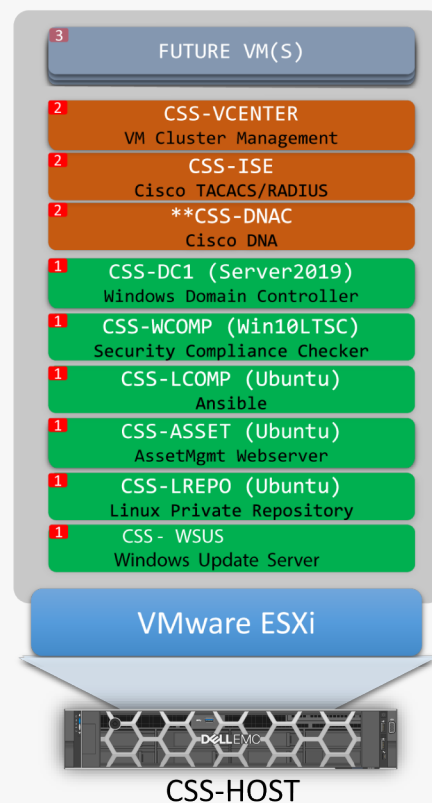 3
FUTURE VM(S)
2
CSS-VCENTER
VM Cluster Management
2
CSS-ISE
Cisco TACACS/RADIUS
2
**CSS-DNAC
Cisco DNA
1
CSS-DC1 (Server2019)
Windows Domain Controller
1
CSS-WCOMP (Win10LTSC)
Security Compliance Checker
1
CSS-LCOMP (Ubuntu)
Ansible
1
CSS-ASSET (Ubuntu)
AssetMgmt Webserver
1
CSS-LREPO (Ubuntu)
Linux Private Repository
1
CSS - WSUS
Windows Update Server
VMware ESXi
DELLEMC
CSS-HOST